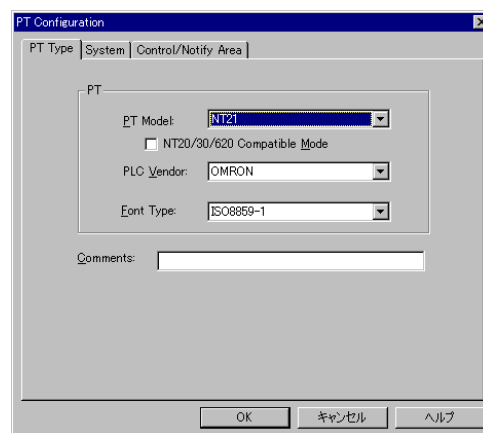 PT Configuration
PT Type System Control/Notify Area
PT
PT Model: NT21
NT20/30/620 Compatible Mode
PLC Vendor: OMRON
Font Type: ISO8859-1
Comments:
OK キャンセル ヘルプ